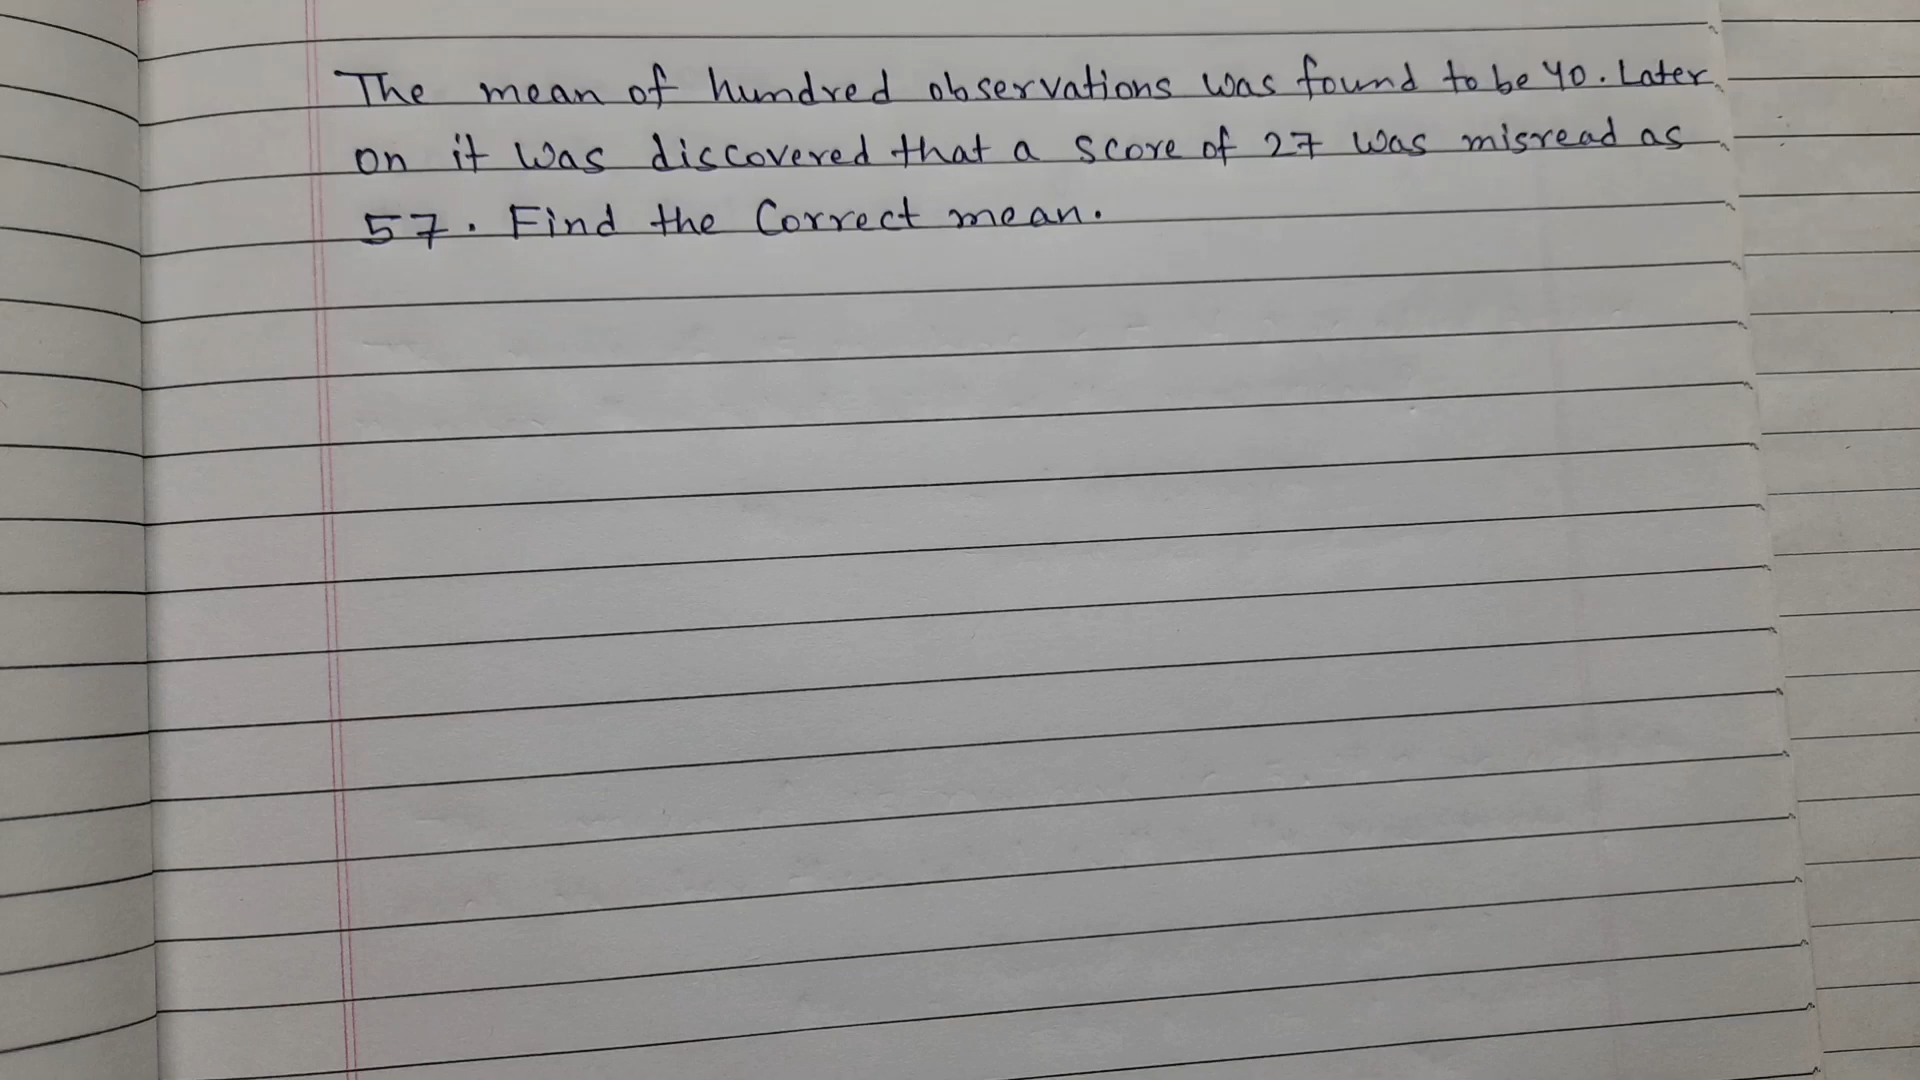 The mean of hundred observations was found to be 40. Later
on it was discovered that a score of 27 was misread as
57. Find the Correct mean.